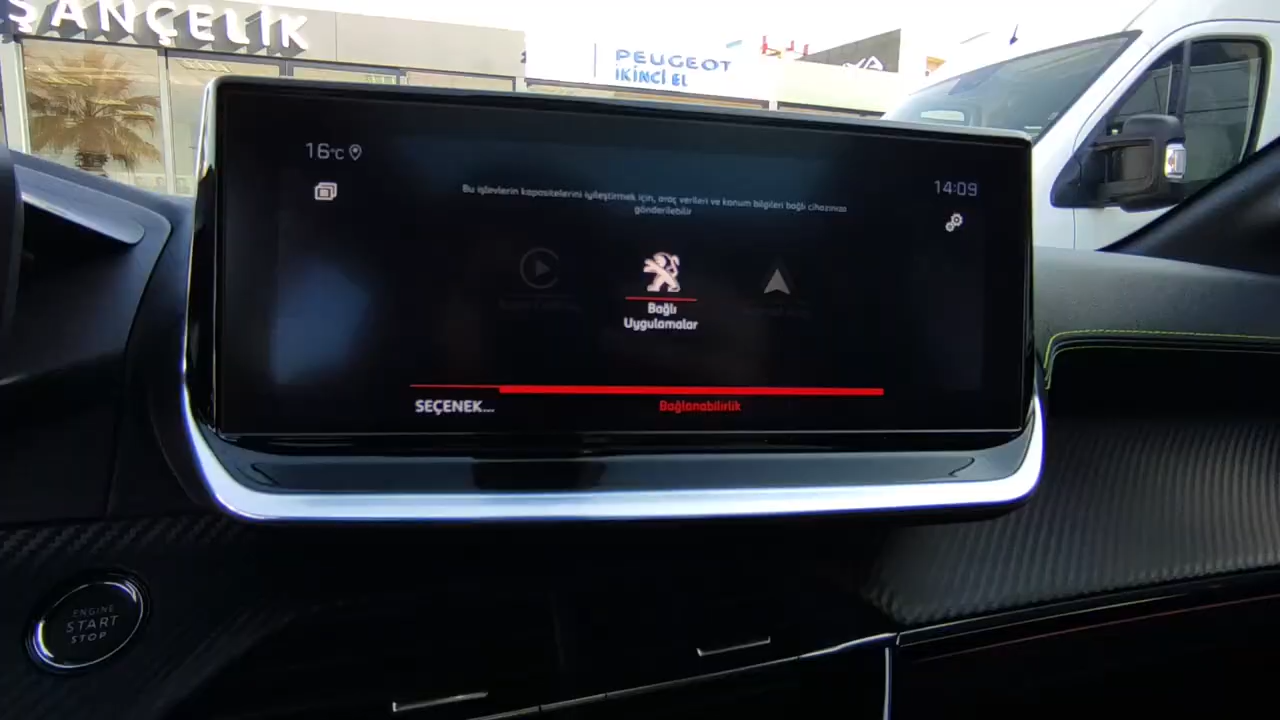 ŞANÇELİK
PEUGEOT
İKİNCİ EL
16°C
14:09
Bu işlevlerin kapasitelerini iyileştirmek için, araç verileri ve konum bilgileri bağlı cihazınıza
gönderilebilir
Bağlı
Uygulamalar
SEÇENEK...
Bağlanabilirlik
ENGINE
START
STOP